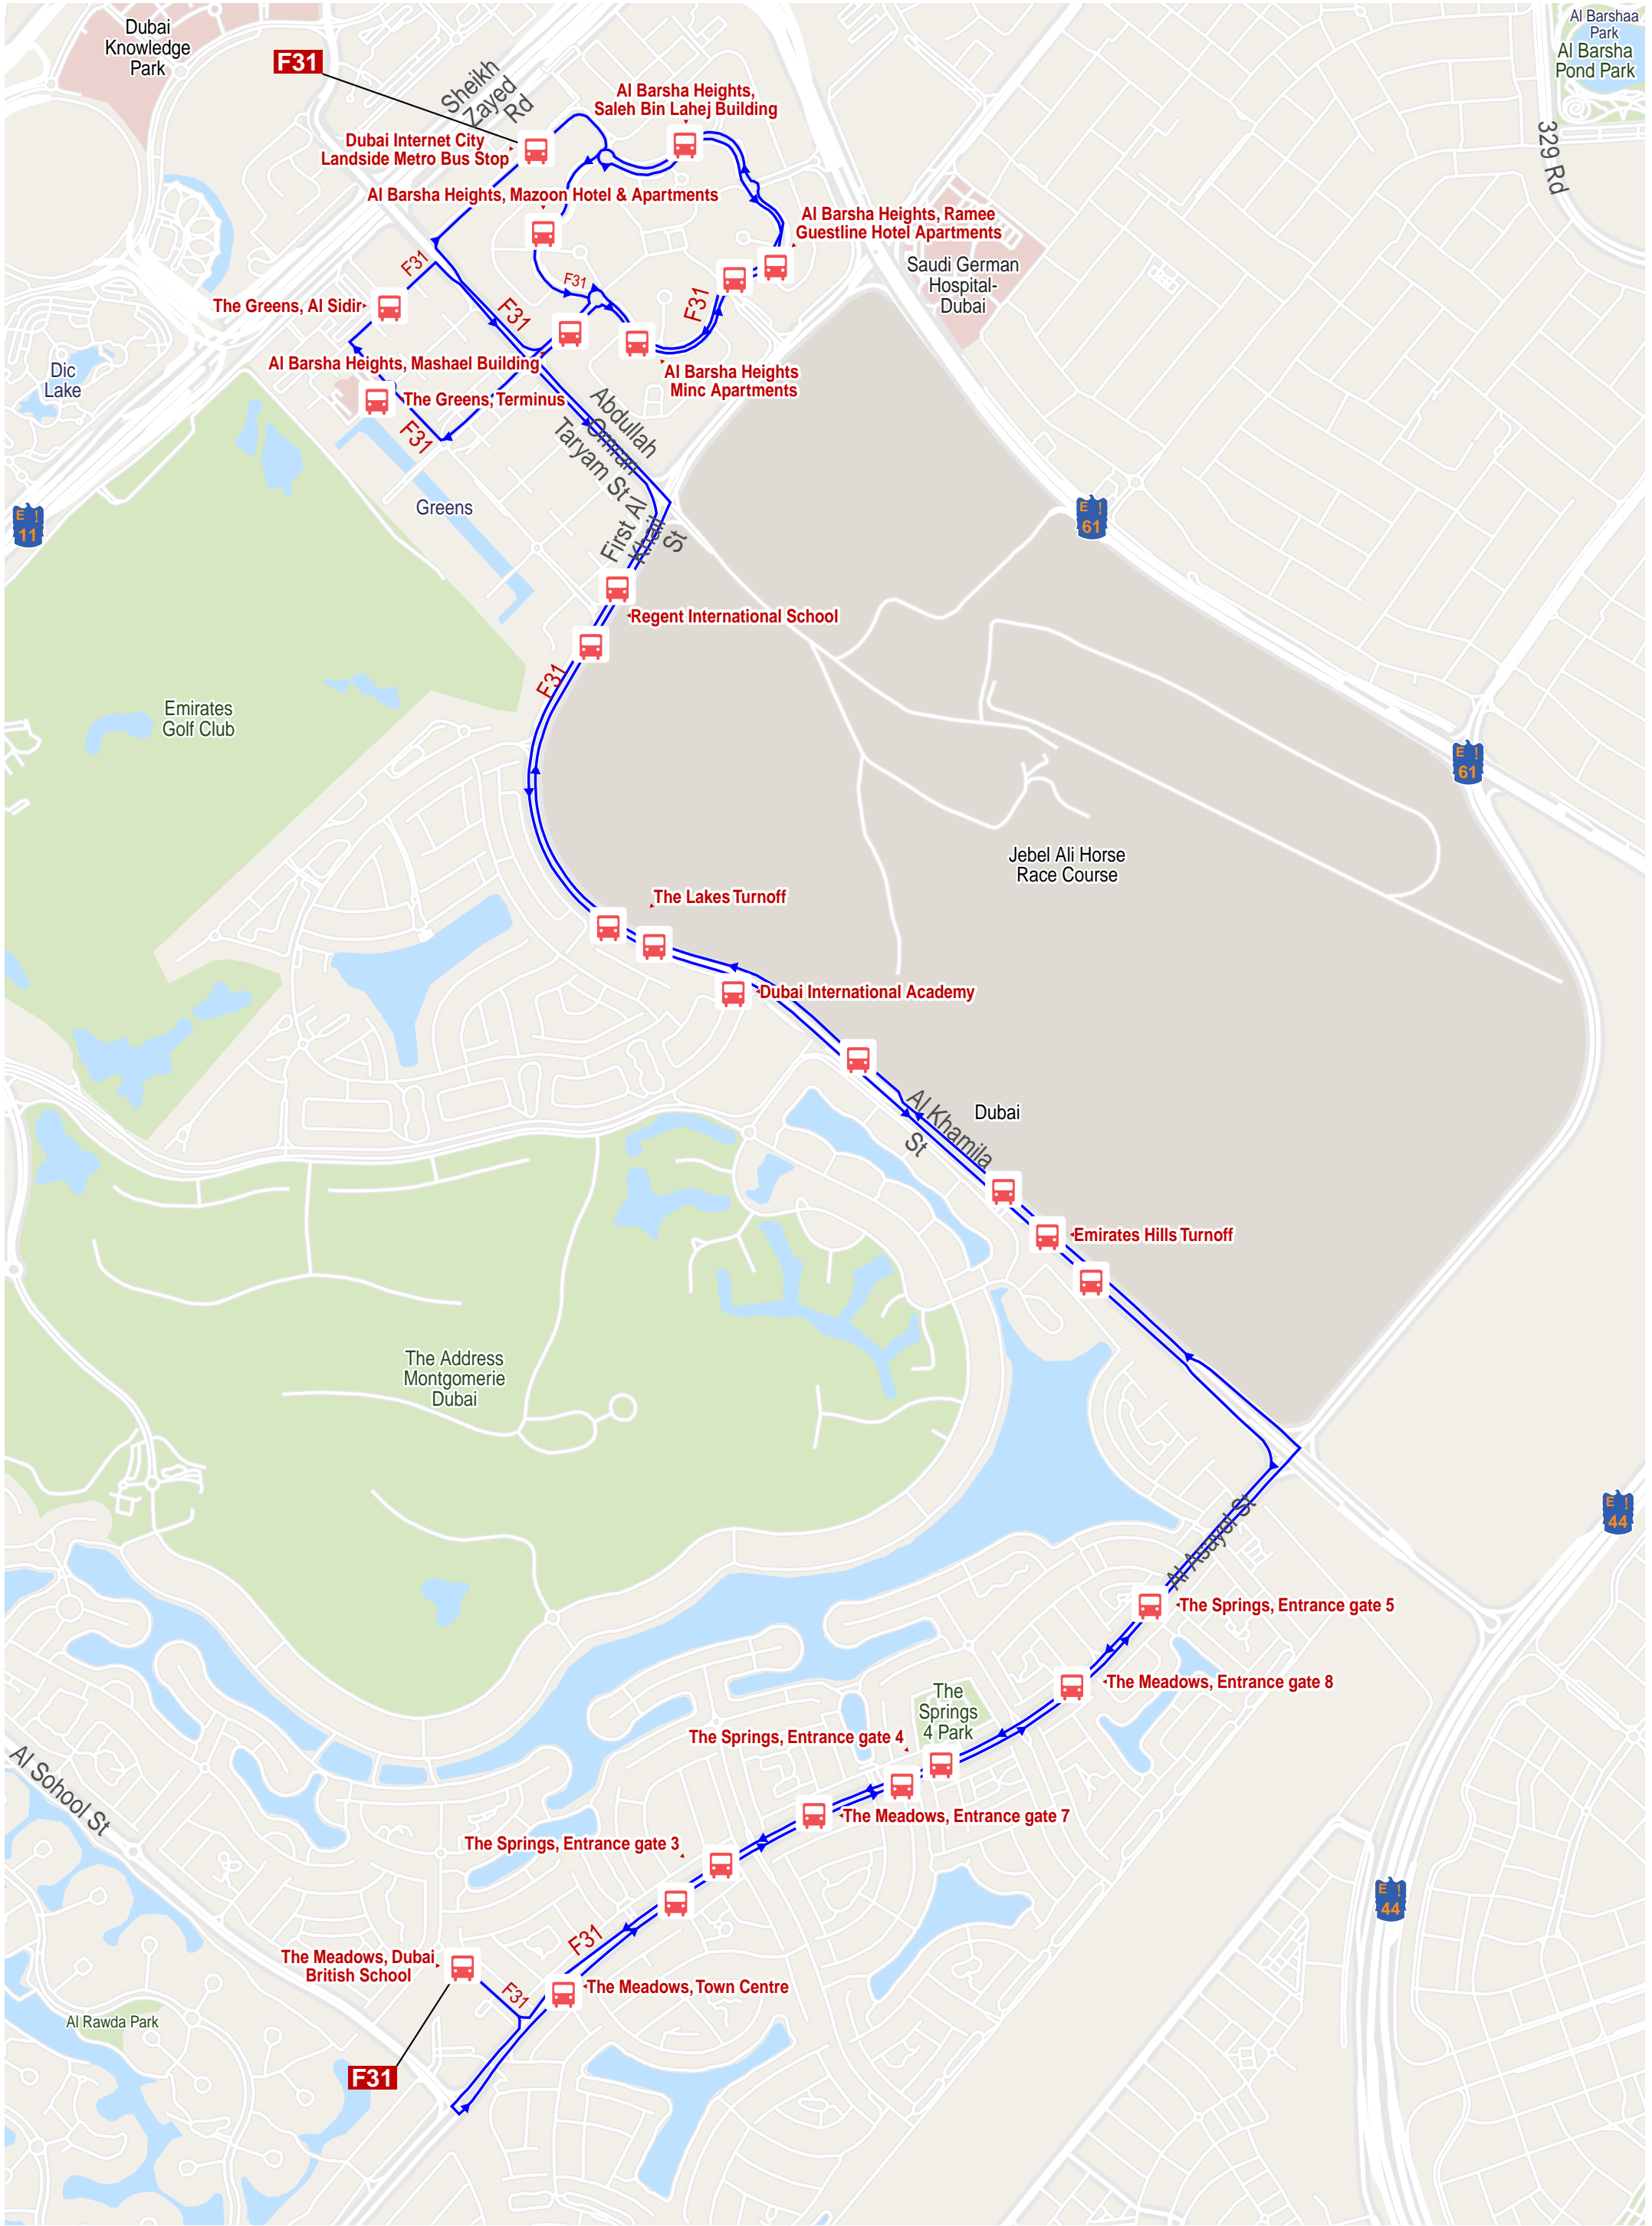 Dubai
Knowledge
Park
F31
Sheikh
Zayed
Rd
Al Barsha Heights,
Saleh Bin Lahej Building
Al Barshaa
Park
Al Barsha
Pond Park
329 Rd
Dubai Internet City
Landside Metro Bus Stop
Al Barsha Heights, Mazoon Hotel & Apartments
Al Barsha Heights, Ramee
Guestline Hotel Apartments
Saudi German
Hospital-
Dubai
F31
F31
F31
F31
The Greens, Al Sidir
Al Barsha Heights, Mashael Building
Al Barsha Heights
Minc Apartments
Dic
Lake
The Greens, Terminus
F31
Abdullah
Omran
Taryam St
Greens
First Al
Khail
St
E
11
E
61
Regent International School
F31
Emirates
Golf Club
E
61
Jebel Ali Horse
Race Course
The Lakes Turnoff
Dubai International Academy
Al Khamila
St
Dubai
Emirates Hills Turnoff
The Address
Montgomerie
Dubai
Al Asayel St
E
44
The Springs, Entrance gate 5
The Meadows, Entrance gate 8
The
Springs
4 Park
The Springs, Entrance gate 4
Al Sohool St
The Meadows, Entrance gate 7
The Springs, Entrance gate 3
E
44
F31
The Meadows, Dubai
British School
F31
The Meadows, Town Centre
Al Rawda Park
F31